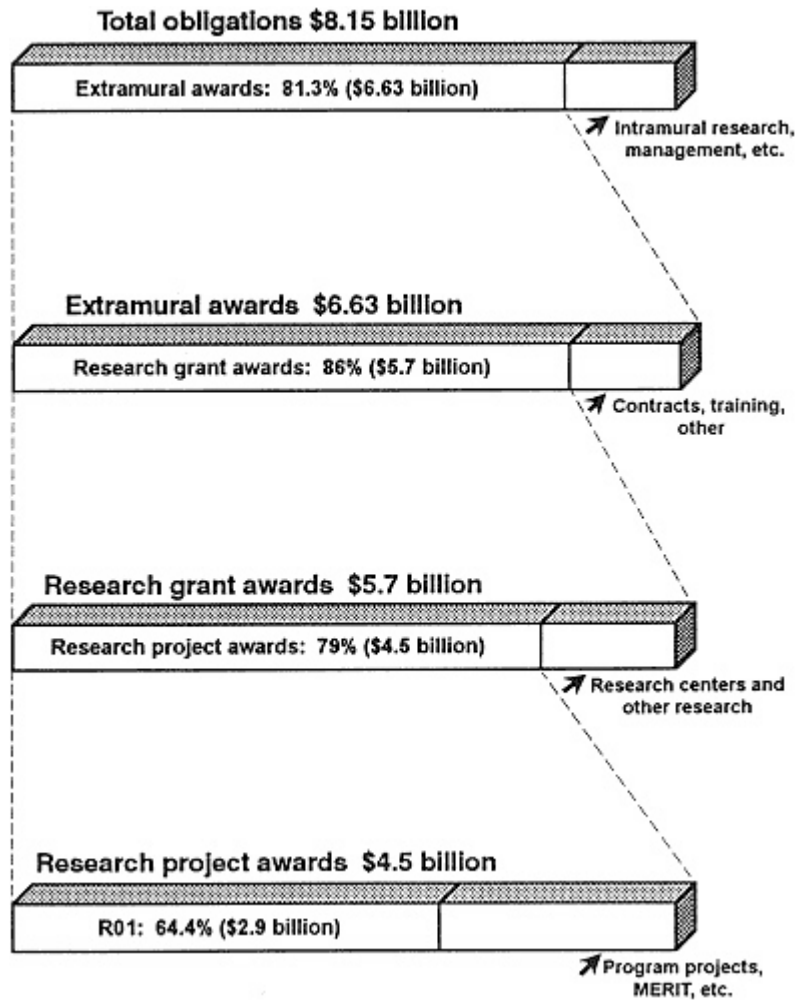 Total obligations $8.15 billion
Extramural awards: 81.3% ($6.63 billion)
Intramural research,
management, etc.
Extramural awards $6.63 billion
Research grant awards: 86% ($5.7 billion)
Contracts, training,
other
Research grant awards $5.7 billion
Research project awards: 79% ($4.5 billion)
Research centers and
other research
Research project awards $4.5 billion
R01: 64.4% ($2.9 billion)
Program projects,
MERIT, etc.